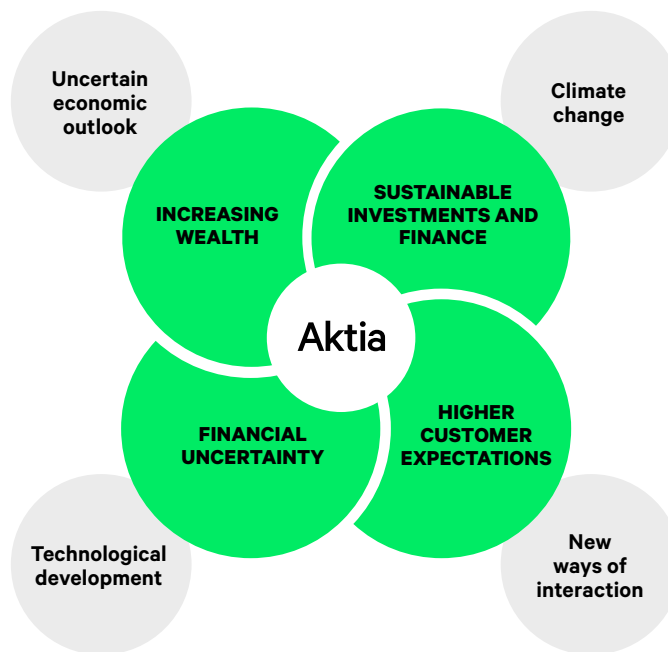 Uncertain
economic
outlook
Climate
change
INCREASING
WEALTH
SUSTAINABLE
INVESTMENTS AND
FINANCE
Aktia
FINANCIAL
UNCERTAINTY
HIGHER
CUSTOMER
EXPECTATIONS
Technological
development
New
ways of
interaction